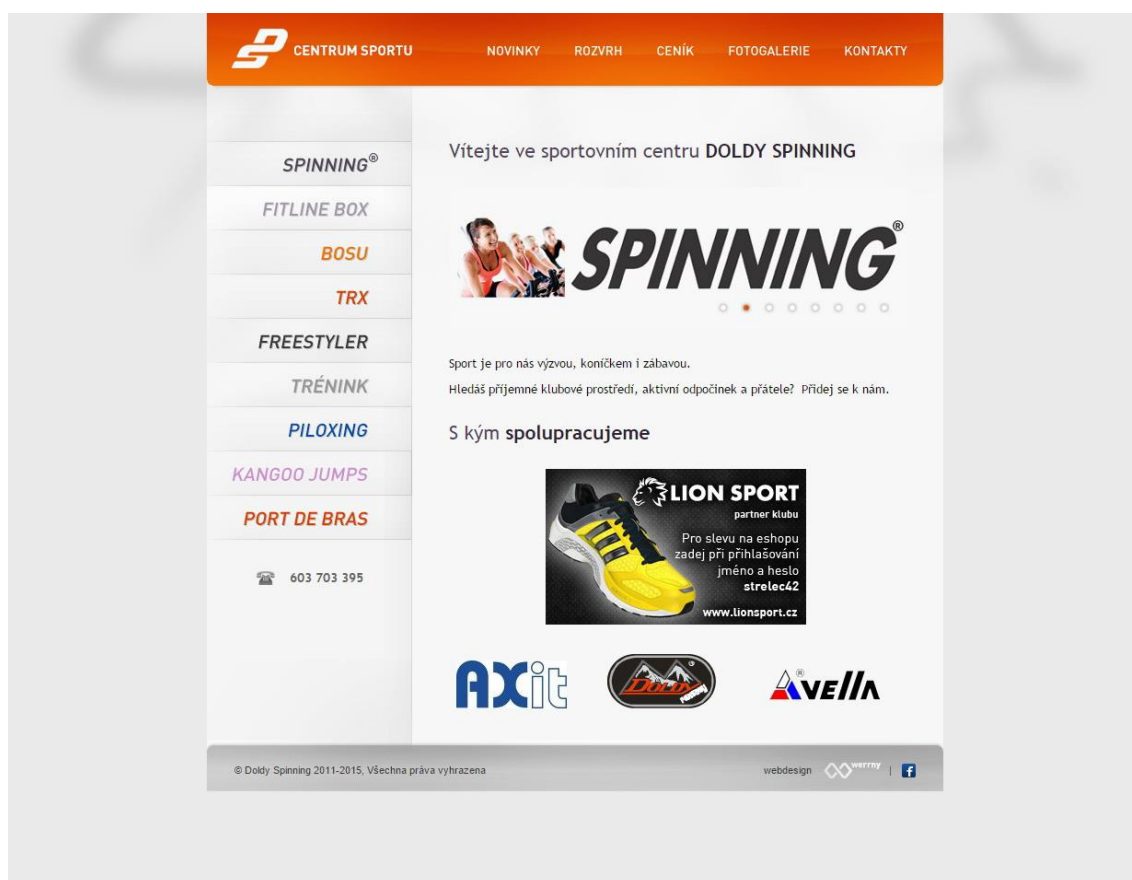 CENTRUM SPORTU
NOVINKY ROZVRH CENÍK FOTOGALERIE KONTAKTY
SPINNING®
FITLINE BOX
BOSU
TRX
FREESTYLER
TRÉNINK
PILOXING
KANGOO JUMPS
PORT DE BRAS
603 703 395
Vítejte ve sportovním centru DOLDY SPINNING
SPINNING®
Sport je pro nás výzvou, koníčkem i zábavou.
Hledáš příjemné klubové prostředí, aktivní odpočinek a přátele? Přidej se k nám.
S kým spolupracujeme
LION SPORT
partner klubu
Pro slevu na eshopu
zadej při přihlašování
jméno a heslo
strelec42
www.lionsport.cz
AXit
DOLDY
®
Avella
®
© Doldy Spinning 2011-2015, Všechna práva vyhrazena
webdesign werrny | f